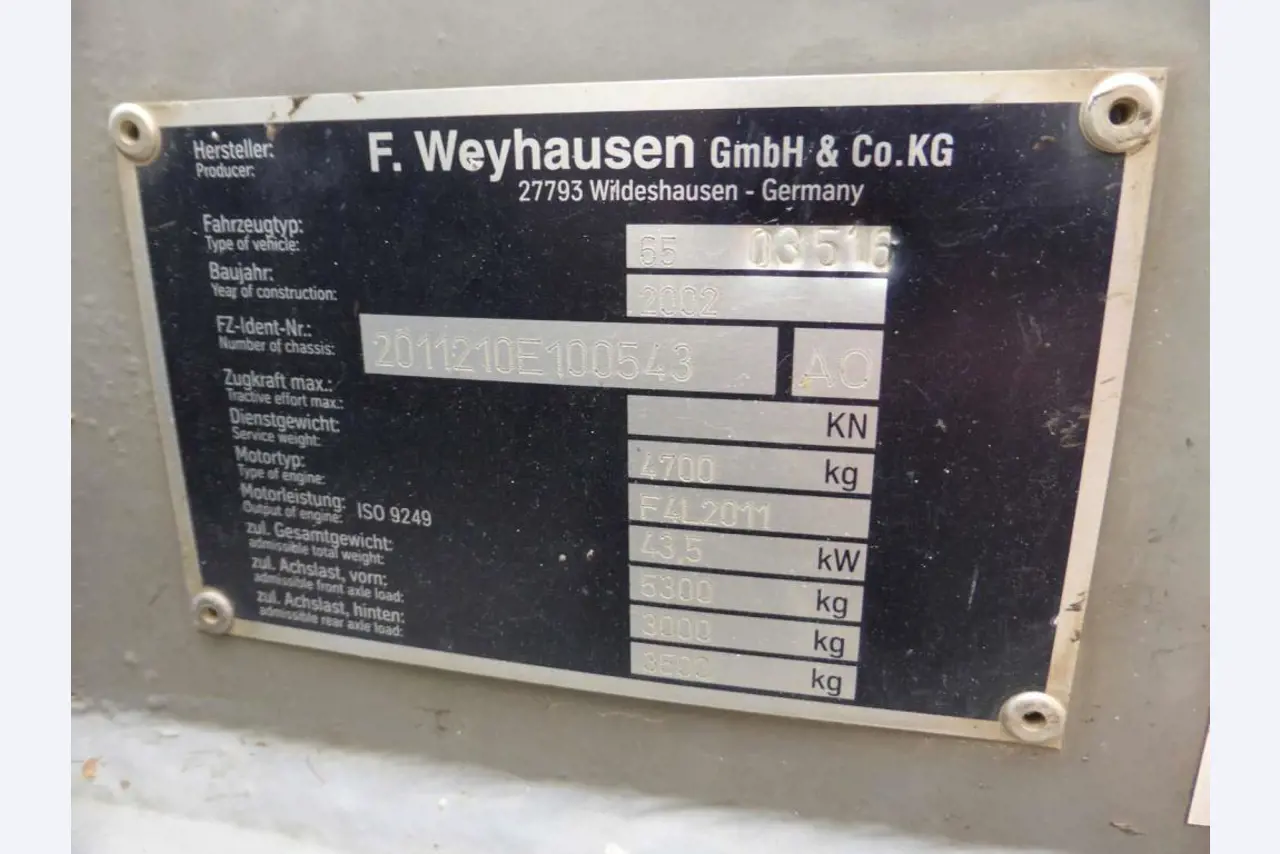 Hersteller: F. Weyhausen GmbH & Co.KG
Producer:
27793 Wildeshausen - Germany
Fahrzeugtyp: 65 03516
Type of vehicle:
Baujahr: 2002
Year of construction:
FZ-Ident-Nr.: 2011210E100543 AO
Number of chassis:
Zugkraft max.: KN
Tractive effort max.:
Dienstgewicht: 4700 kg
Service weight:
Motortyp: F4L2011
Type of engine:
Motorleistung: ISO 9249 43,5 kW
Output of engine:
zul. Gesamtgewicht: 5300 kg
admissible total weight:
zul. Achslast, vorn: 3000 kg
admissible front axle load:
zul. Achslast, hinten: 3500 kg
admissible rear axle load: